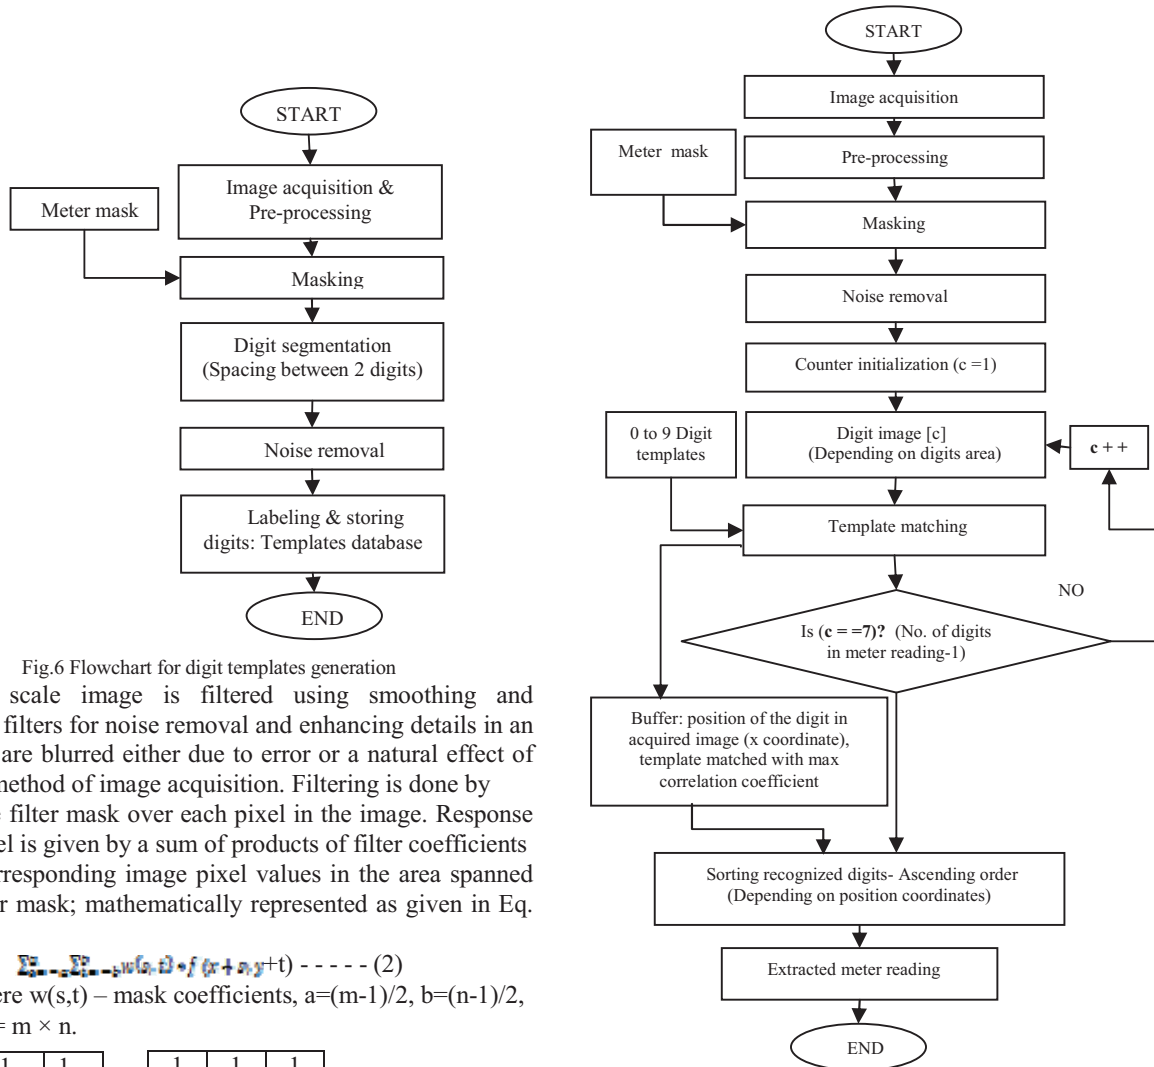 START
Image acquisition &
Pre-processing
Meter mask
Masking
Digit segmentation
(Spacing between 2 digits)
Noise removal
Labeling & storing
digits: Templates database
END
Fig.6 Flowchart for digit templates generation
scale image is filtered using smoothing and
filters for noise removal and enhancing details in an
are blurred either due to error or a natural effect of
method of image acquisition. Filtering is done by
filter mask over each pixel in the image. Response
is given by a sum of products of filter coefficients
image pixel values in the area spanned
mask; mathematically represented as given in Eq.
+t) - - - - - (2)
w(s,t) – mask coefficients, a=(m-1)/2, b=(n-1)/2,
= m × n.
1 1 1 1 1
START
Image acquisition
Meter mask
Pre-processing
Masking
Noise removal
Counter initialization (c =1)
0 to 9 Digit
templates
Digit image [c]
(Depending on digits area)
c + +
Template matching
NO
Is (c = =7)? (No. of digits
in meter reading-1)
Buffer: position of the digit in
acquired image (x coordinate),
template matched with max
correlation coefficient
Sorting recognized digits- Ascending order
(Depending on position coordinates)
Extracted meter reading
END